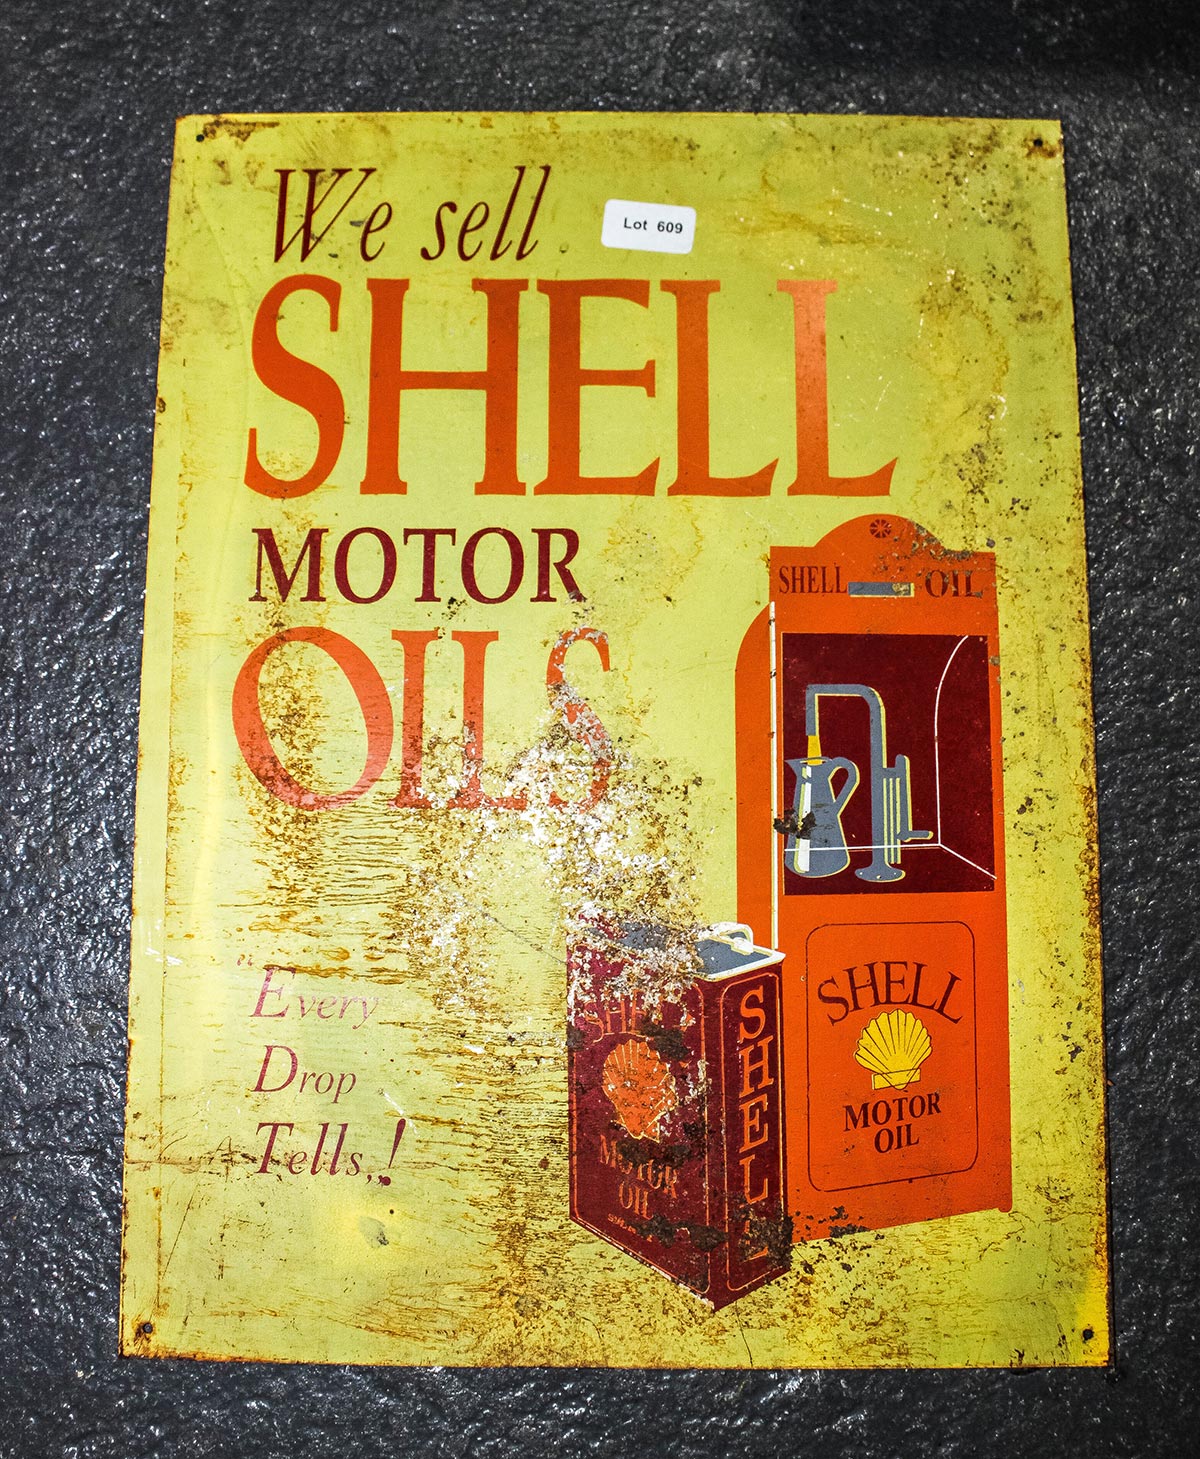 We sell
Lot 609
SHELL
MOTOR
OILS
SHELL OIL
"Every
Drop
Tells,,!
SHELL
MOTOR
OIL
SHELL
MOTOR
OIL
SHELL